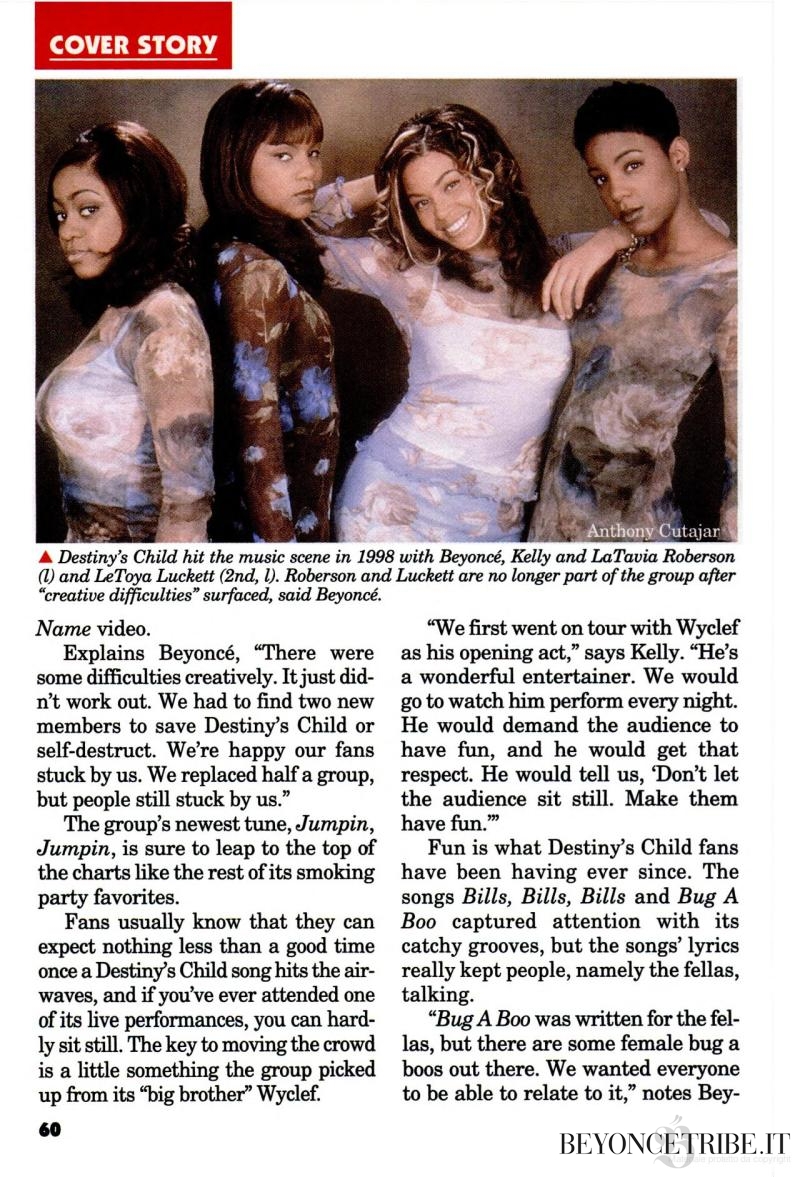 COVER STORY
Anthony Cutajar
▲ Destiny's Child hit the music scene in 1998 with Beyoncé, Kelly and LaTavia Roberson
(l) and LeToya Luckett (2nd, l). Roberson and Luckett are no longer part of the group after
"creative difficulties" surfaced, said Beyoncé.
Name video.
Explains Beyoncé, "There were
some difficulties creatively. It just did-
n't work out. We had to find two new
members to save Destiny's Child or
self-destruct. We're happy our fans
stuck by us. We replaced half a group,
but people still stuck by us."
The group's newest tune, Jumpin,
Jumpin, is sure to leap to the top of
the charts like the rest of its smoking
party favorites.
Fans usually know that they can
expect nothing less than a good time
once a Destiny's Child song hits the air-
waves, and if you've ever attended one
of its live performances, you can hard-
ly sit still. The key to moving the crowd
is a little something the group picked
up from its "big brother" Wyclef.
"We first went on tour with Wyclef
as his opening act," says Kelly. "He's
a wonderful entertainer. We would
go to watch him perform every night.
He would demand the audience to
have fun, and he would get that
respect. He would tell us, 'Don't let
the audience sit still. Make them
have fun.'"
Fun is what Destiny's Child fans
have been having ever since. The
songs Bills, Bills, Bills and Bug A
Boo captured attention with its
catchy grooves, but the songs' lyrics
really kept people, namely the fellas,
talking.
"Bug A Boo was written for the fel-
las, but there are some female bug a
boos out there. We wanted everyone
to be able to relate to it," notes Bey-
60
BEYONCETRIBE.IT